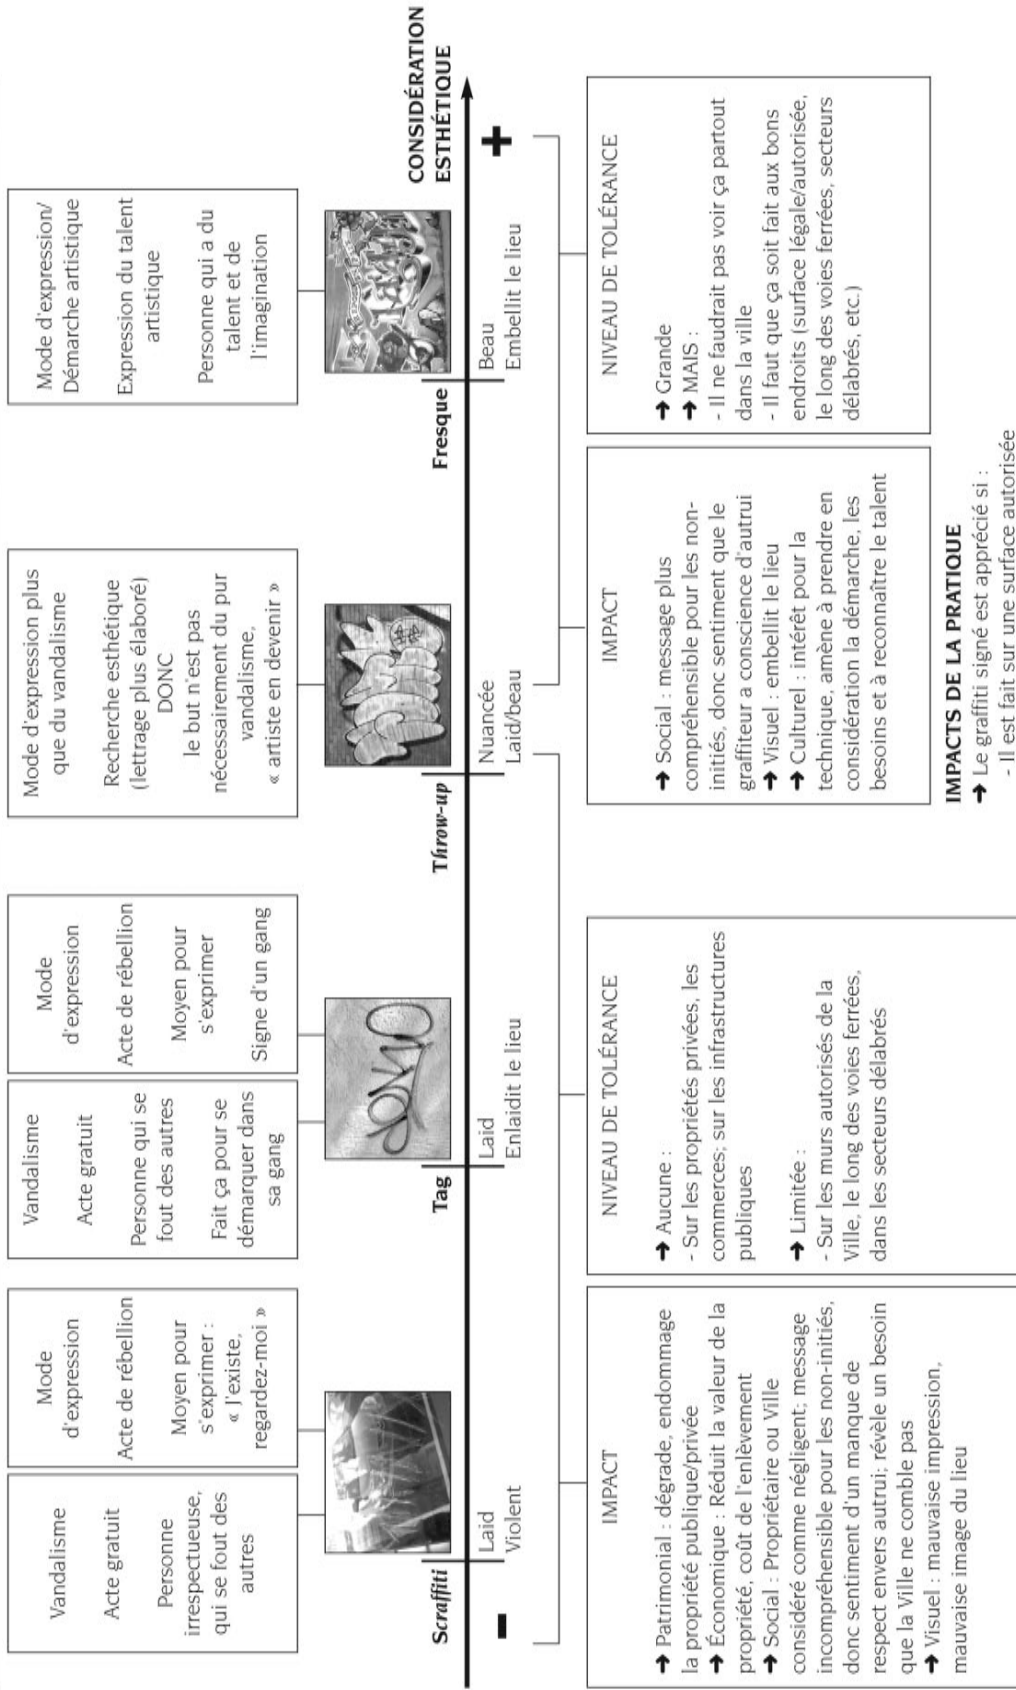 Vandalisme
Acte gratuit
Personne
irrespectueuse,
qui se fout des
autres
Mode
d'expression
Acte de rébellion
Moyen pour
s'exprimer :
« J'existe,
regardez-moi »
Vandalisme
Acte gratuit
Personne qui se
fout des autres
Fait ça pour se
démarquer dans
sa gang
Mode
d'expression
Acte de rébellion
Moyen pour
s'exprimer
Signe d'un gang
Mode d'expression plus
que du vandalisme
Recherche esthétique
(lettrage plus élaboré)
DONC
le but n'est pas
nécessairement du pur
vandalisme,
« artiste en devenir »
Mode d'expression/
Démarche artistique
Expression du talent
artistique
Personne qui a du
talent et de
l'imagination
CONSIDÉRATION
ESTHÉTIQUE
Scraffiti
Tag
Throw-up
Fresque
-
+
Laid
Violent
Laid
Enlaidit le lieu
Nuancée
Laid/beau
Beau
Embellit le lieu
IMPACT
➜ Patrimonial : dégrade, endommage
la propriété publique/privée
➜ Économique : Réduit la valeur de la
propriété, coût de l'enlèvement
➜ Social : Propriétaire ou Ville
considéré comme négligent; message
incompréhensible pour les non-initiés,
donc sentiment d'un manque de
respect envers autrui; révèle un besoin
que la Ville ne comble pas
➜ Visuel : mauvaise impression,
mauvaise image du lieu
NIVEAU DE TOLÉRANCE
➜ Aucune :
- Sur les propriétés privées, les
commerces; sur les infrastructures
publiques
➜ Limitée :
- Sur les murs autorisés de la
Ville, le long des voies ferrées,
dans les secteurs délabrés
IMPACT
➜ Social : message plus
compréhensible pour les non-
initiés, donc sentiment que le
graffiteur a conscience d'autrui
➜ Visuel : embellit le lieu
➜ Culturel : intérêt pour la
technique, amène à prendre en
considération la démarche, les
besoins et à reconnaître le talent
NIVEAU DE TOLÉRANCE
➜ Grande
➜ MAIS :
- Il ne faudrait pas voir ça partout
dans la ville
- Il faut que ça soit fait aux bons
endroits (surface légale/autorisée,
le long des voies ferrées, secteurs
délabrés, etc.)
IMPACTS DE LA PRATIQUE
➜ Le graffiti signé est apprécié si :
- Il est fait sur une surface autorisée